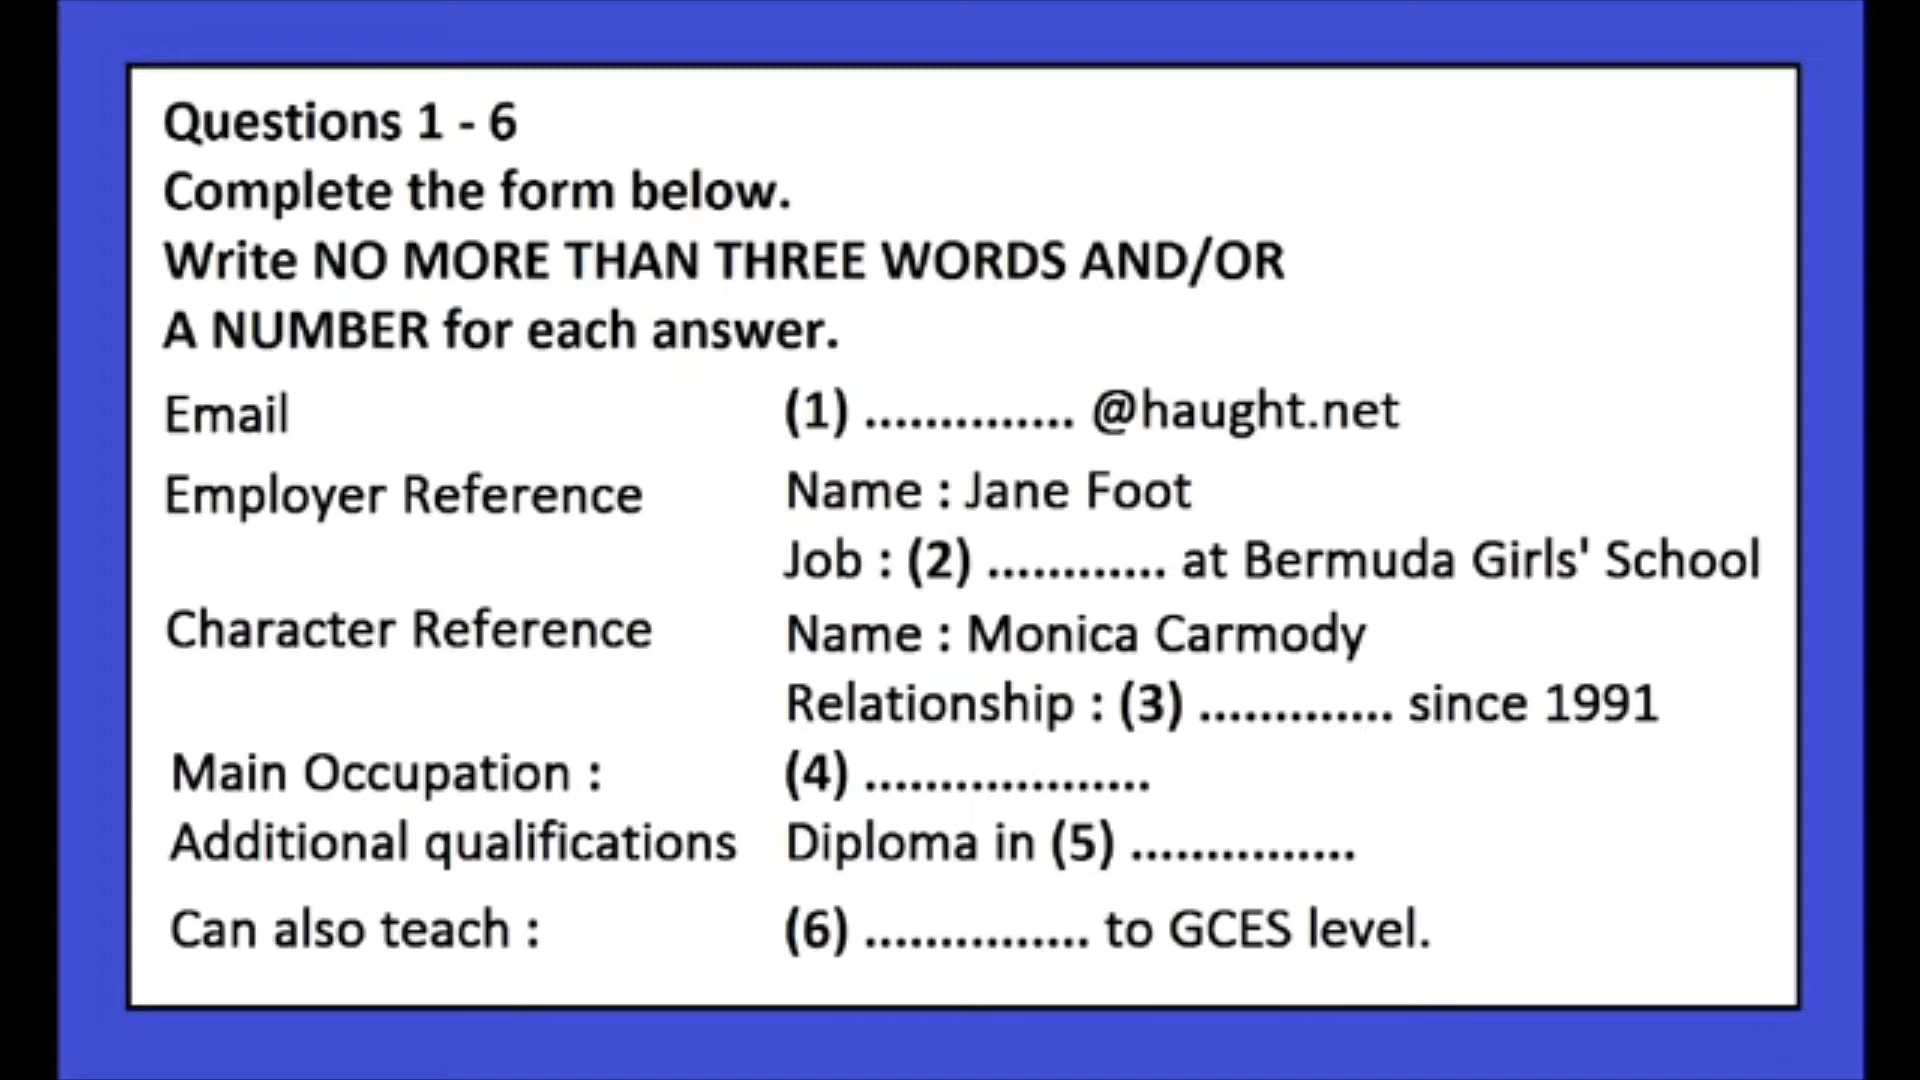 Questions 1 - 6
Complete the form below.
Write NO MORE THAN THREE WORDS AND/OR
A NUMBER for each answer.
Email (1) .............. @haught.net
Employer Reference Name : Jane Foot
Job : (2) ............ at Bermuda Girls' School
Character Reference Name : Monica Carmody
Relationship : (3) ............. since 1991
Main Occupation : (4) ...................
Additional qualifications Diploma in (5) ...............
Can also teach : (6) ............... to GCES level.